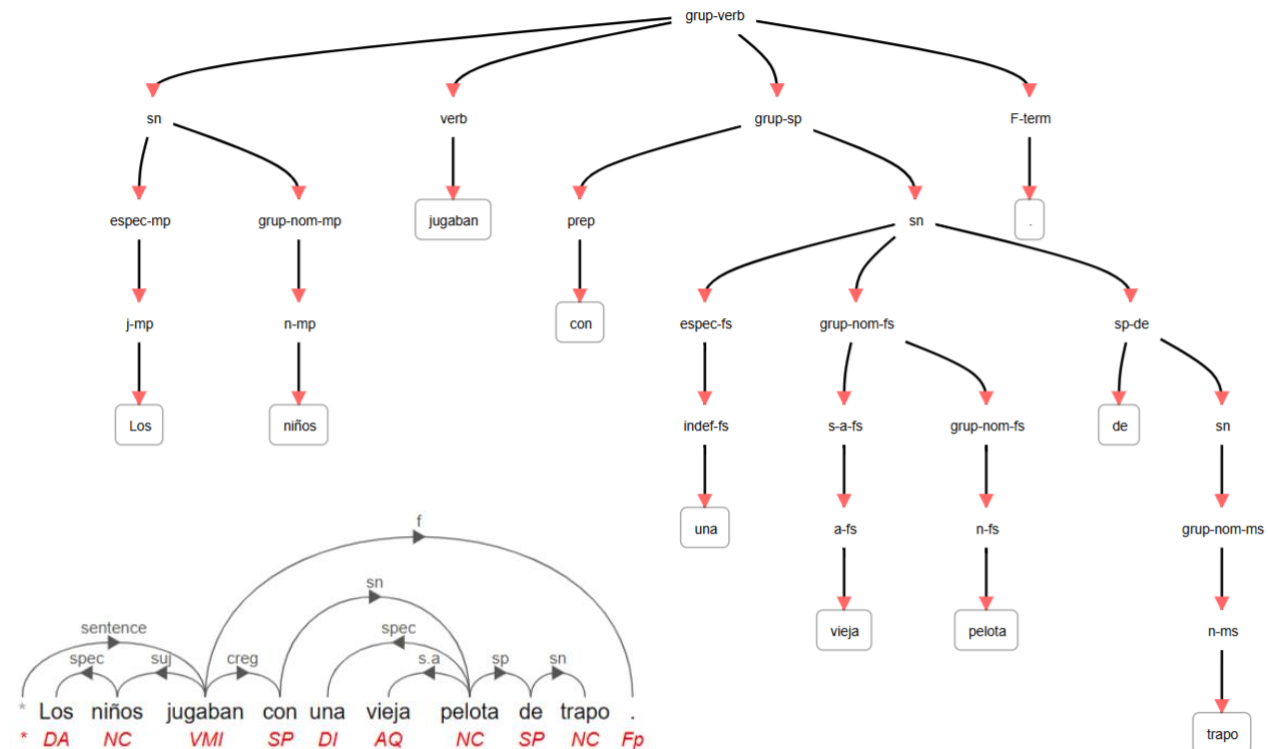 grup-verb
sn verb grup-sp F-term
espec-mp grup-nom-mp jugaban prep sn .
j-mp n-mp con espec-fs grup-nom-fs sp-de
Los niños indef-fs s-a-fs grup-nom-fs de sn
una a-fs n-fs grup-nom-ms
vieja pelota n-ms
trapo
f
sn
sentence spec
spec suj creg s.a sp sn
* Los niños jugaban con una vieja pelota de trapo .
* DA NC VMI SP DI AQ NC SP NC Fp